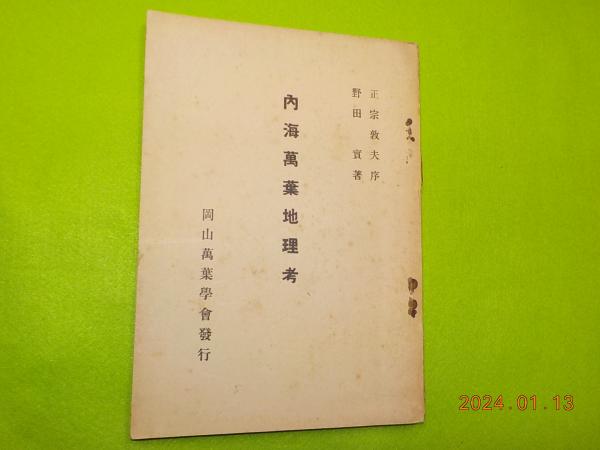 正宗敦夫序
野田實著
內海萬葉地理考
岡山萬葉學會發行
2024.01.13